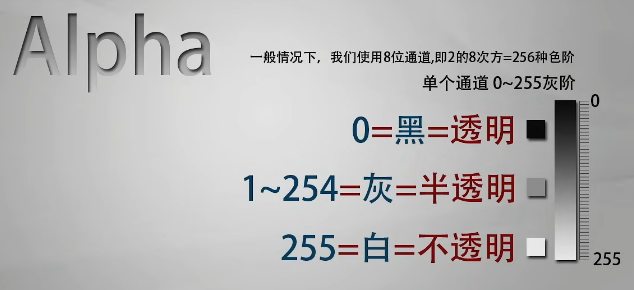 Alpha
一般情况下，我们使用8位通道,即2的8次方=256种色阶
单个通道 0~255灰阶
0
0=黑=透明
1~254=灰=半透明
255=白=不透明
255